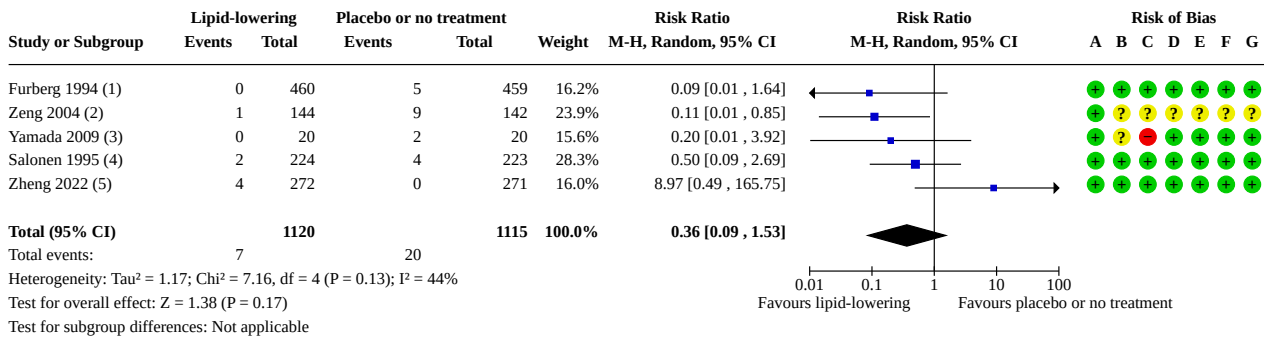 Lipid-lowering Placebo or no treatment Risk Ratio Risk Ratio Risk of Bias
Study or Subgroup Events Total Events Total Weight M-H, Random, 95% CI M-H, Random, 95% CI A B C D E F G
Furberg 1994 (1) 0 460 5 459 16.2% 0.09 [0.01 , 1.64] + + + + + + +
Zeng 2004 (2) 1 144 9 142 23.9% 0.11 [0.01 , 0.85] + ? ? ? ? ? ?
Yamada 2009 (3) 0 20 2 20 15.6% 0.20 [0.01 , 3.92] + ? − + + + +
Salonen 1995 (4) 2 224 4 223 28.3% 0.50 [0.09 , 2.69] + + + + + + +
Zheng 2022 (5) 4 272 0 271 16.0% 8.97 [0.49 , 165.75] + + + + + + +
Total (95% CI) 1120 1115 100.0% 0.36 [0.09 , 1.53]
Total events: 7 20
Heterogeneity: Tau² = 1.17; Chi² = 7.16, df = 4 (P = 0.13); I² = 44%
Test for overall effect: Z = 1.38 (P = 0.17)
Test for subgroup differences: Not applicable
0.01 0.1 1 10 100
Favours lipid-lowering Favours placebo or no treatment